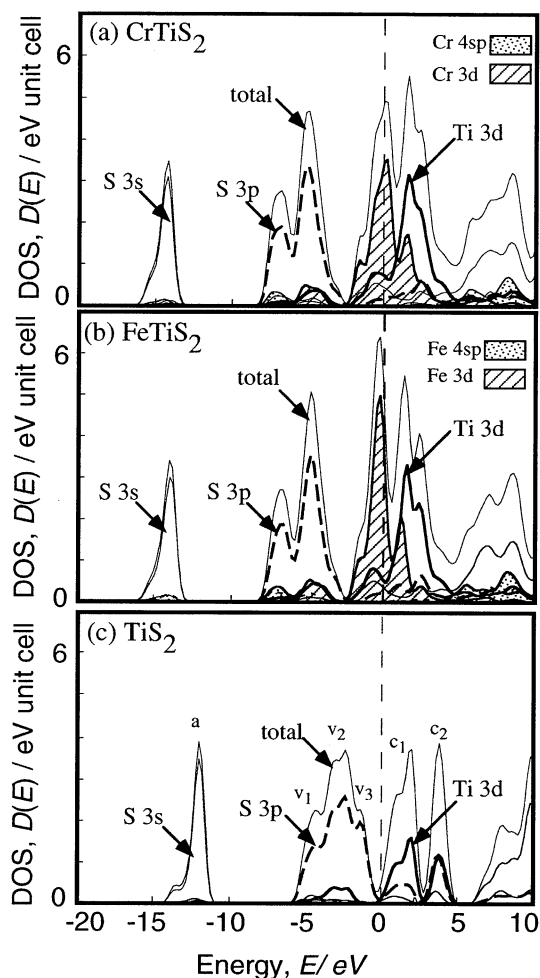 (a) CrTiS2
Cr 4sp
Cr 3d
total
Ti 3d
S 3s
S 3p
DOS, D(E) / eV unit cell
6
0
(b) FeTiS2
Fe 4sp
Fe 3d
total
Ti 3d
S 3s
S 3p
DOS, D(E) / eV unit cell
6
0
(c) TiS2
a
v1
v2
v3
c1
c2
total
Ti 3d
S 3p
S 3s
DOS, D(E) / eV unit cell
6
0
-20 -15 -10 -5 0 5 10
Energy, E/ eV